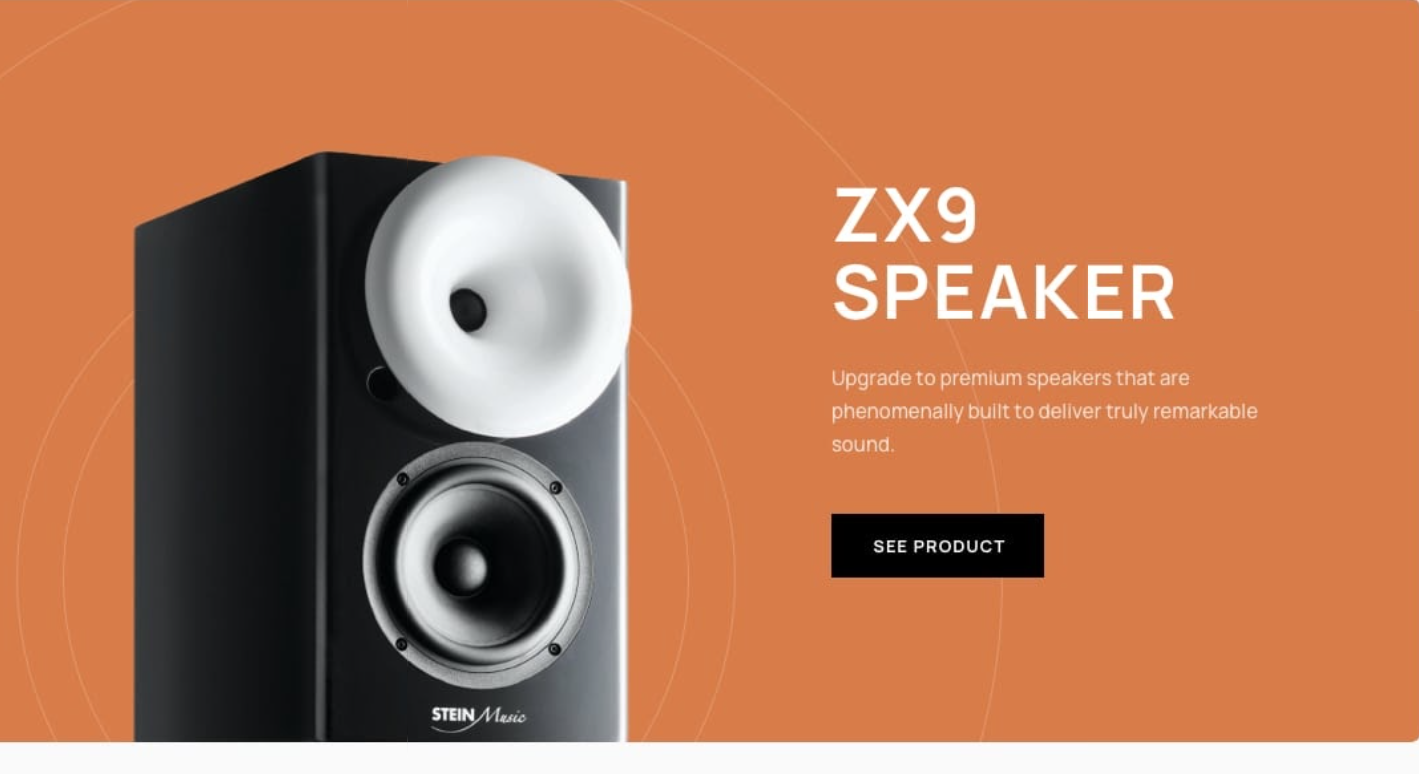 ZX9
SPEAKER
Upgrade to premium speakers that are
phenomenally built to deliver truly remarkable
sound.
SEE PRODUCT
STEIN Music